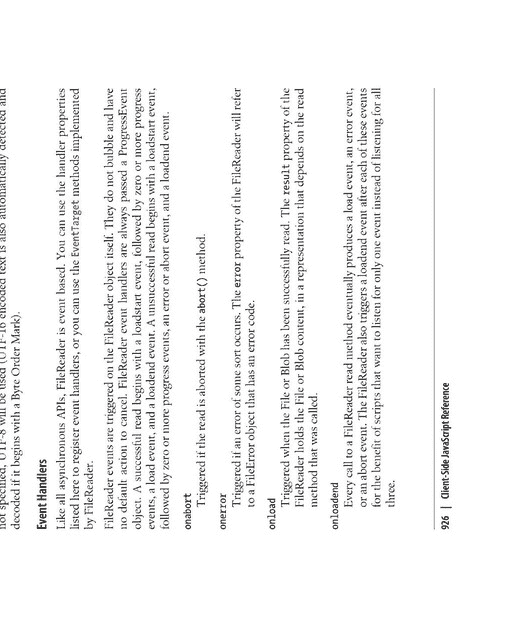 not specified, UTF-8 will be used (UTF-16 encoded text is also automatically detected and
decoded if it begins with a Byte Order Mark).
Event Handlers
Like all asynchronous APIs, FileReader is event based. You can use the handler properties
listed here to register event handlers, or you can use the EventTarget methods implemented
by FileReader.
FileReader events are triggered on the FileReader object itself. They do not bubble and have
no default action to cancel. FileReader event handlers are always passed a ProgressEvent
object. A successful read begins with a loadstart event, followed by zero or more progress
events, a load event, and a loadend event. A unsuccessful read begins with a loadstart event,
followed by zero or more progress events, an error or abort event, and a loadend event.
onabort
Triggered if the read is aborted with the abort() method.
onerror
Triggered if an error of some sort occurs. The error property of the FileReader will refer
to a FileError object that has an error code.
onload
Triggered when the File or Blob has been successfully read. The result property of the
FileReader holds the File or Blob content, in a representation that depends on the read
method that was called.
onloadend
Every call to a FileReader read method eventually produces a load event, an error event,
or an abort event. The FileReader also triggers a loadend event after each of these events
for the benefit of scripts that want to listen for only one event instead of listening for all
three.
926 | Client-Side JavaScript Reference